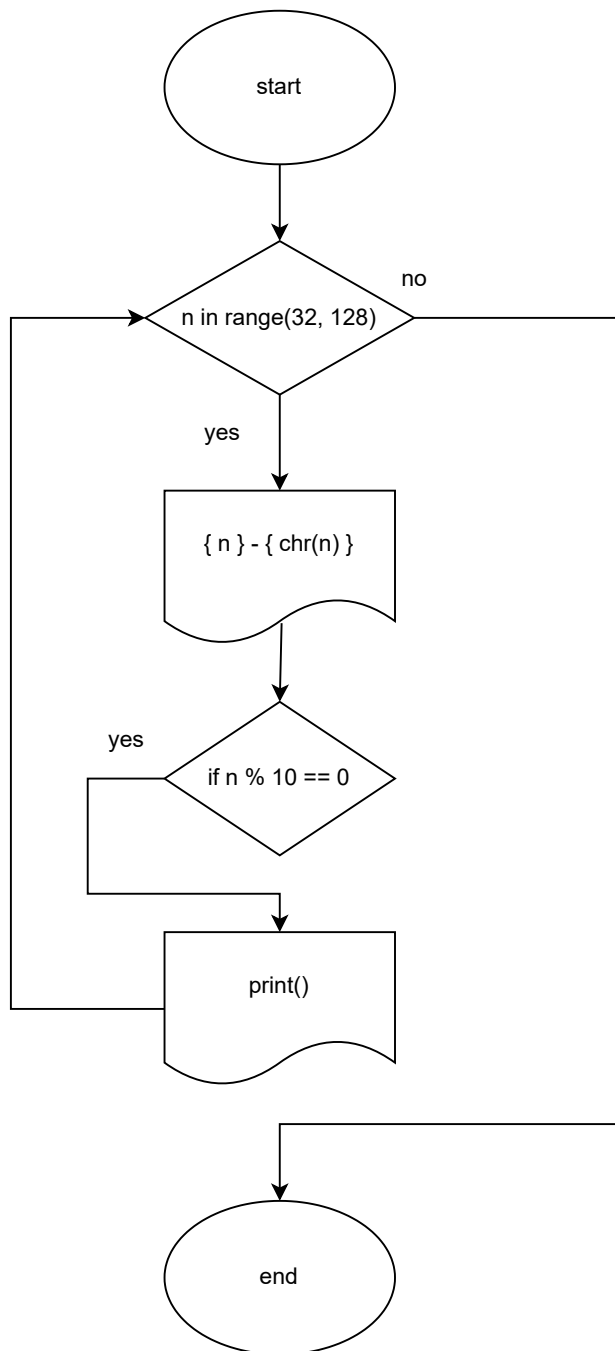 start
no
n in range(32, 128)
yes
{ n } - { chr(n) }
yes
if n % 10 == 0
print()
end